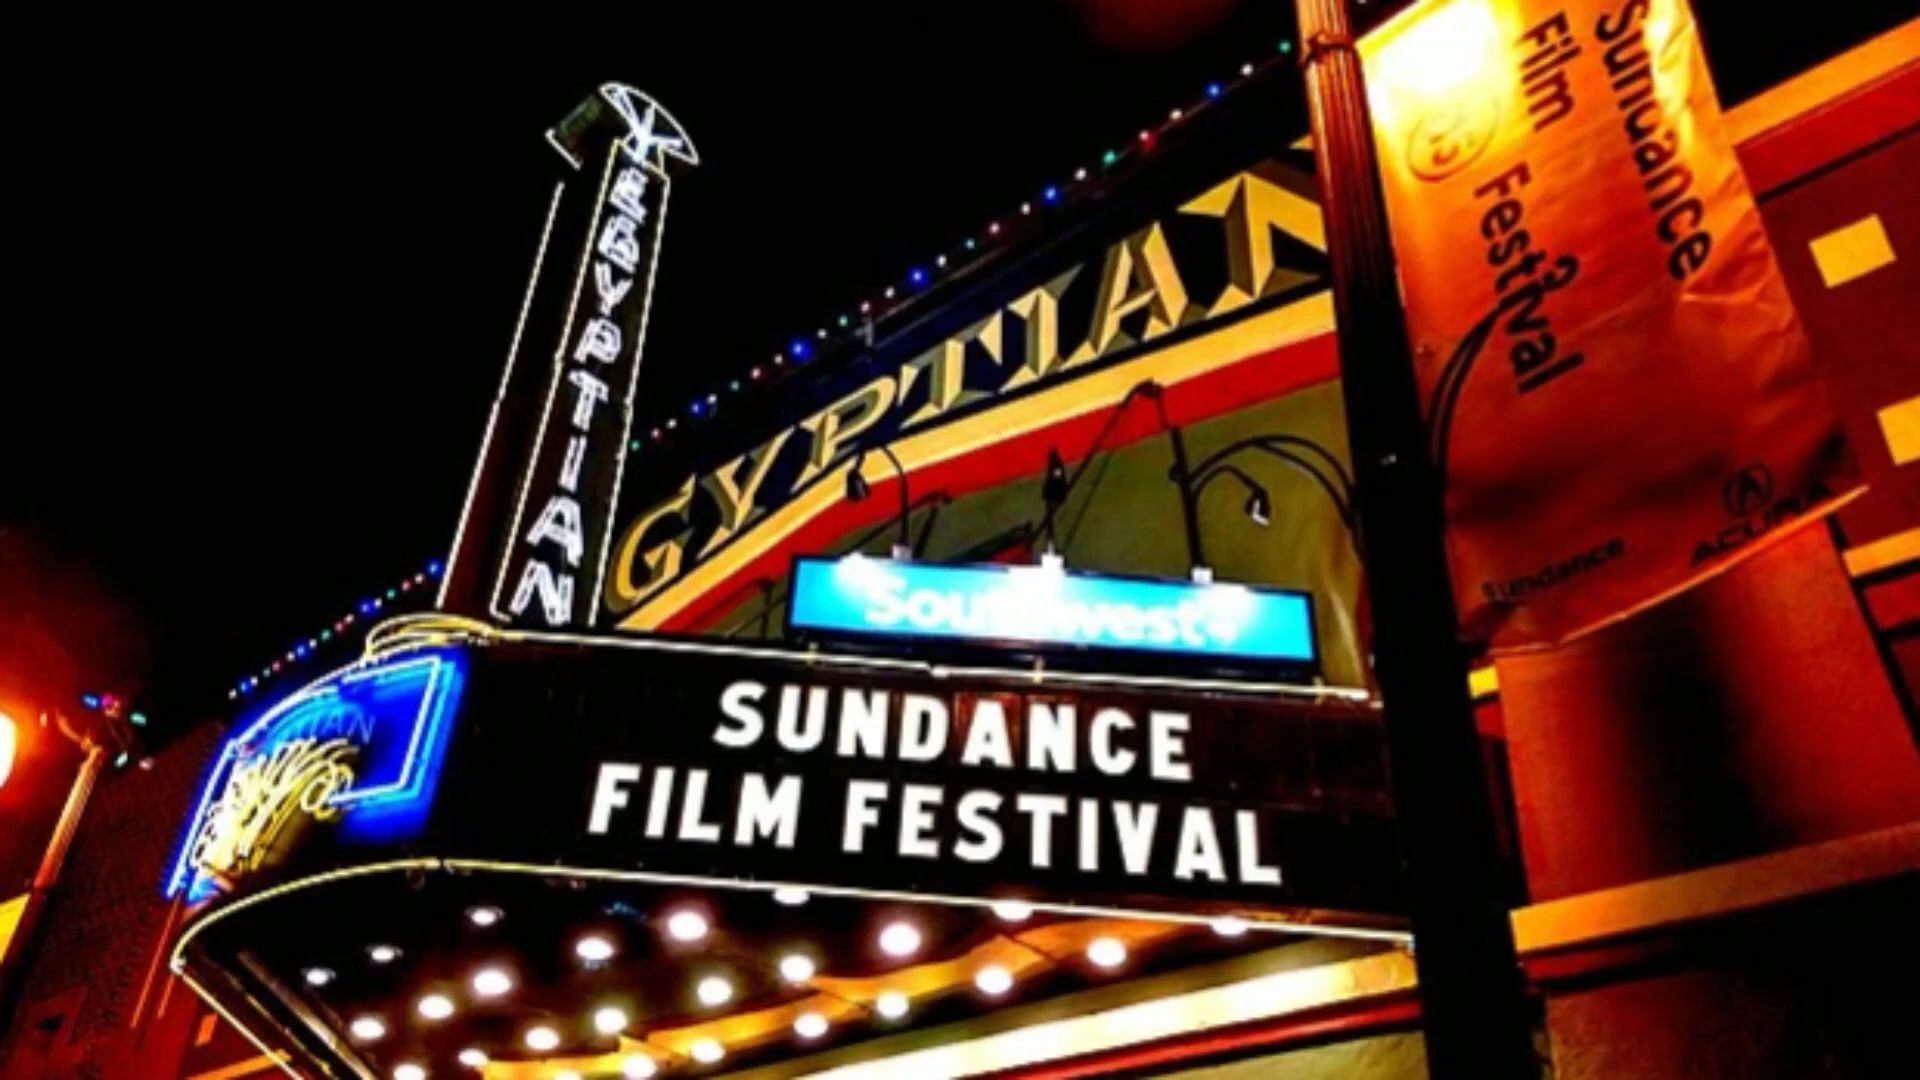 EGYPTIAN
GYPTIAN
Southwest
SUNDANCE
FILM FESTIVAL
Sundance
Film Festival
Sundance
ACURA